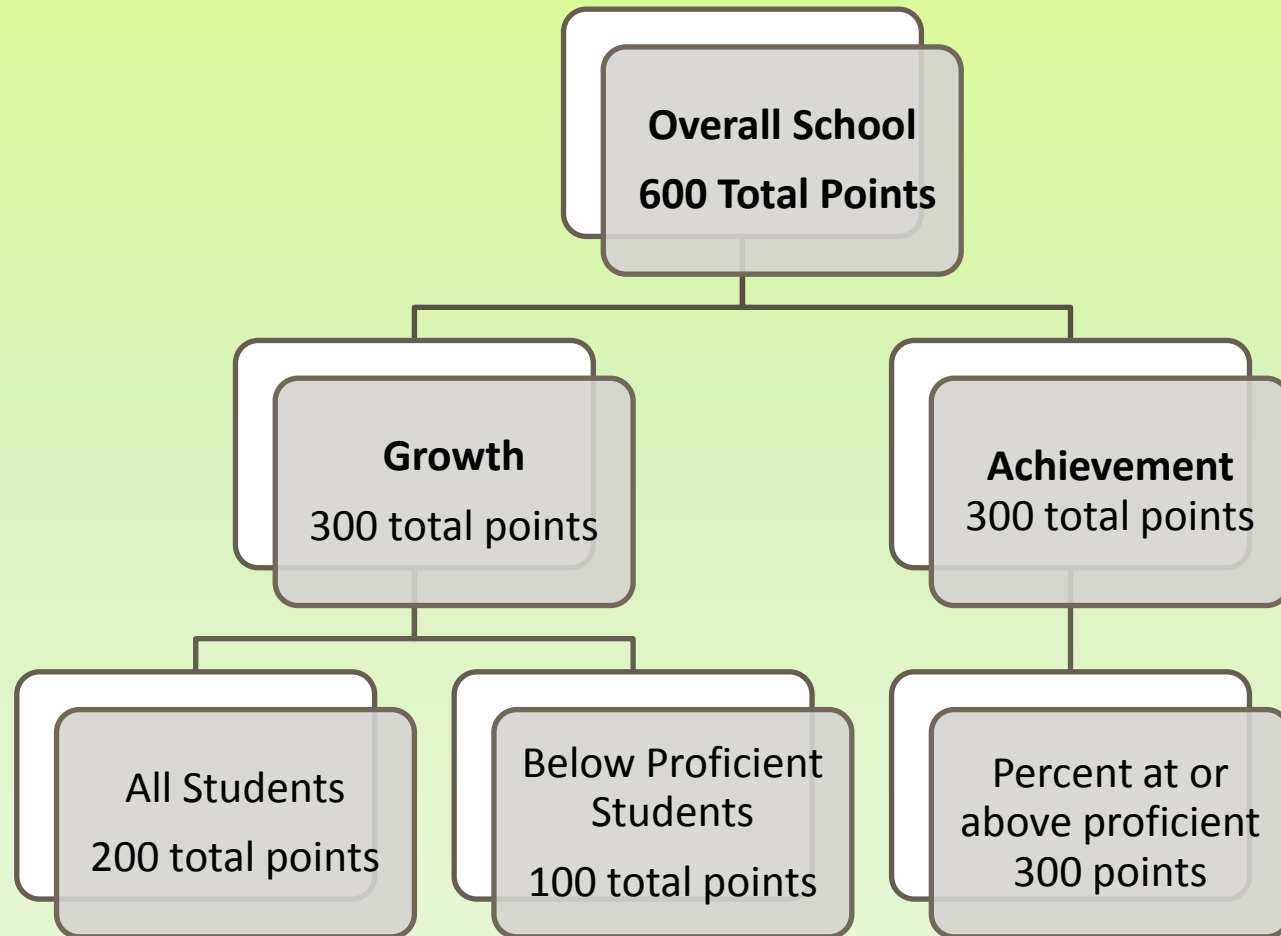 Overall School
600 Total Points
Growth
300 total points
Achievement
300 total points
All Students
200 total points
Below Proficient
Students
100 total points
Percent at or
above proficient
300 points